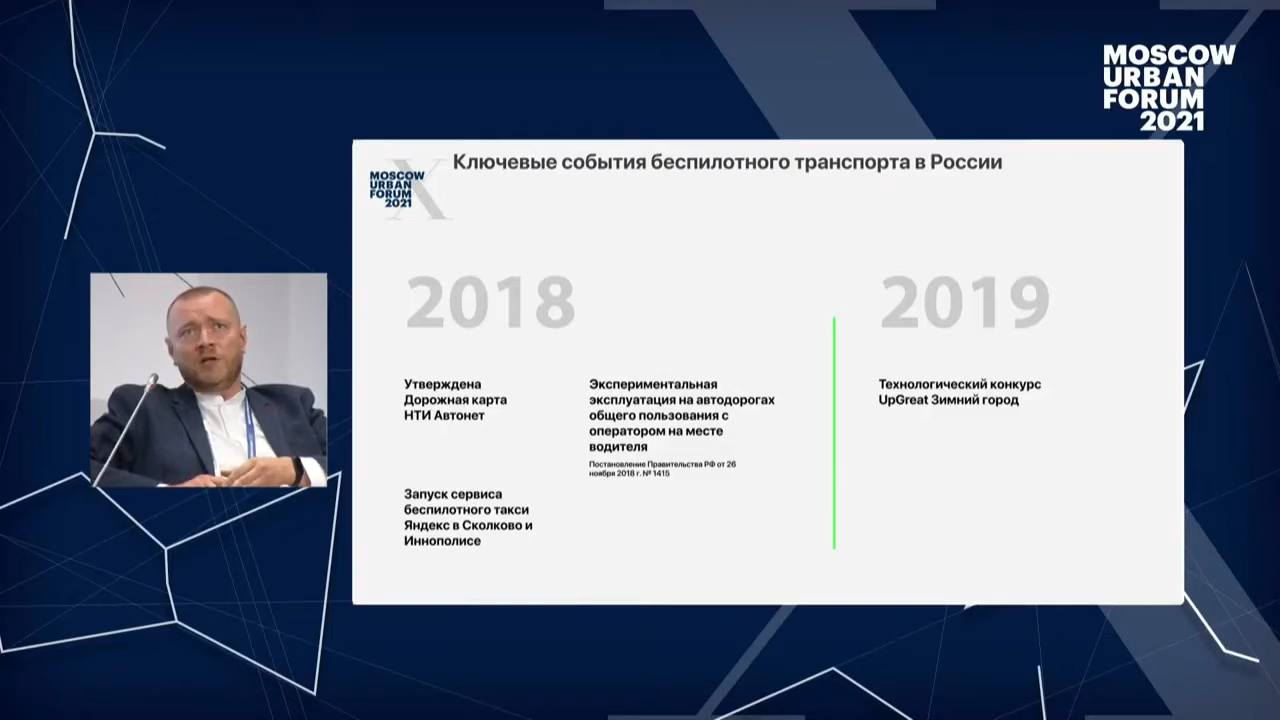 MOSCOW
URBAN
FORUM
2021
Ключевые события беспилотного транспорта в России
MOSCOW
URBAN
FORUM
2021
X
2018
Утверждена
Дорожная карта
НТИ Автонет
Экспериментальная
эксплуатация на автодорогах
общего пользования с
оператором на месте
водителя
Постановление Правительства РФ от 26
ноября 2018 г. № 1415
Запуск сервиса
беспилотного такси
Яндекс в Сколково и
Иннополисе
2019
Технологический конкурс
UpGreat Зимний город